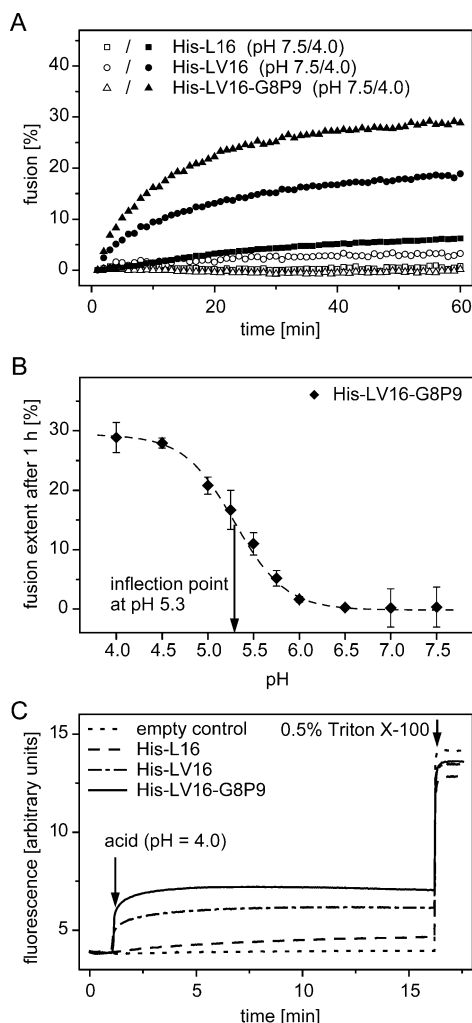 A
□ / ■ His-L16 (pH 7.5/4.0)
○ / ● His-LV16 (pH 7.5/4.0)
△ / ▲ His-LV16-G8P9 (pH 7.5/4.0)
fusion [%]
40
30
20
10
0
0 20 40 60
time [min]
B
◆ His-LV16-G8P9
fusion extent after 1 h [%]
30
20
10
0
inflection point
at pH 5.3
4.0 4.5 5.0 5.5 6.0 6.5 7.0 7.5
pH
C
empty control
His-L16
His-LV16
His-LV16-G8P9
0.5% Triton X-100
acid (pH = 4.0)
fluorescence [arbitrary units]
15
10
5
0 5 10 15
time [min]